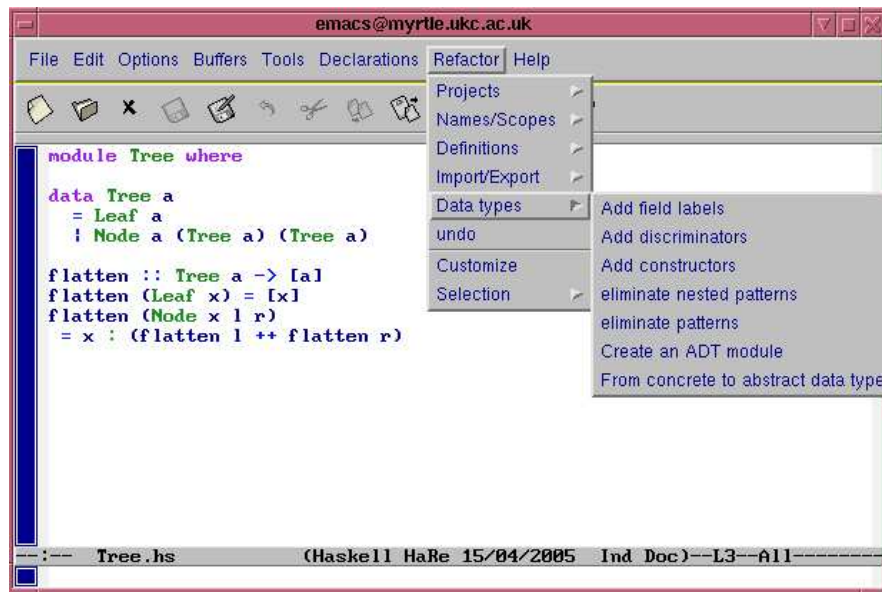 emacs@myrtle.ukc.ac.uk
File Edit Options Buffers Tools Declarations Refactor Help
Projects
Names/Scopes
Definitions
Import/Export
Data types
undo
Customize
Selection
Add field labels
Add discriminators
Add constructors
eliminate nested patterns
eliminate patterns
Create an ADT module
From concrete to abstract data type
module Tree where
data Tree a
= Leaf a
| Node a (Tree a) (Tree a)
flatten :: Tree a -> [a]
flatten (Leaf x) = [x]
flatten (Node x l r)
= x : (flatten l ++ flatten r)
--:-- Tree.hs (Haskell HaRe 15/04/2005 Ind Doc)--L3--All--------